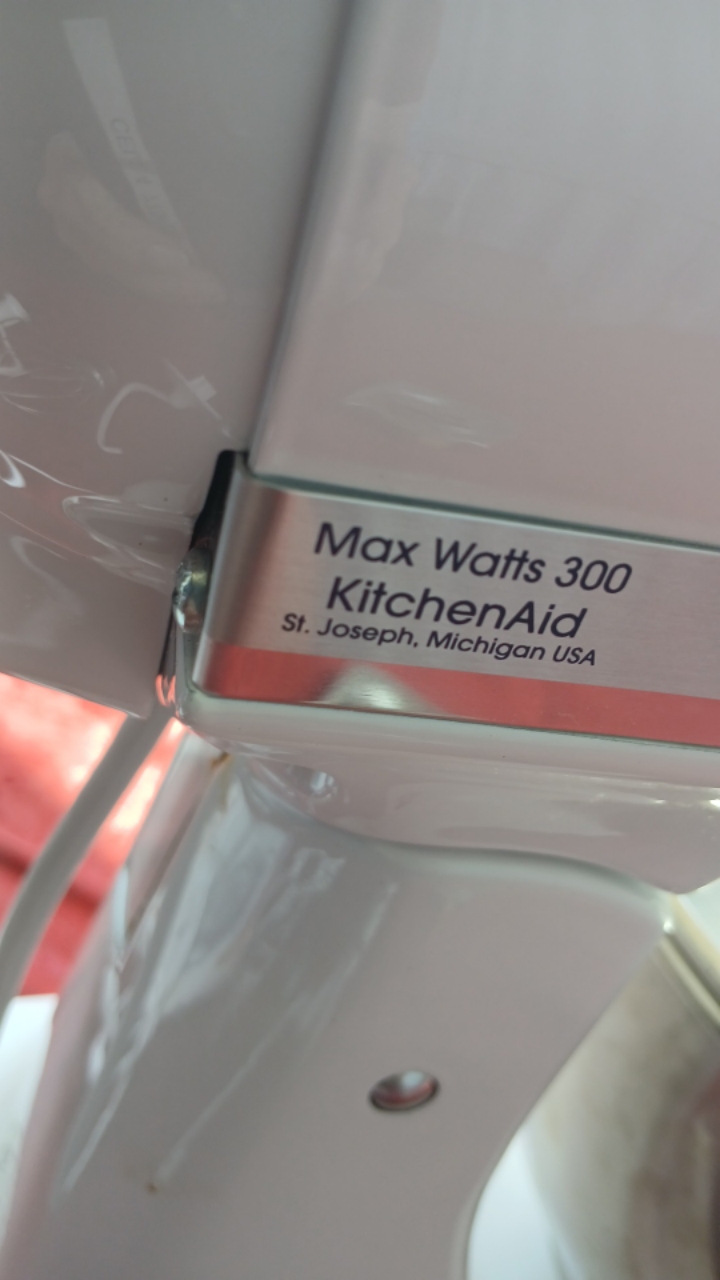 Max Watts 300
KitchenAid
St. Joseph, Michigan USA